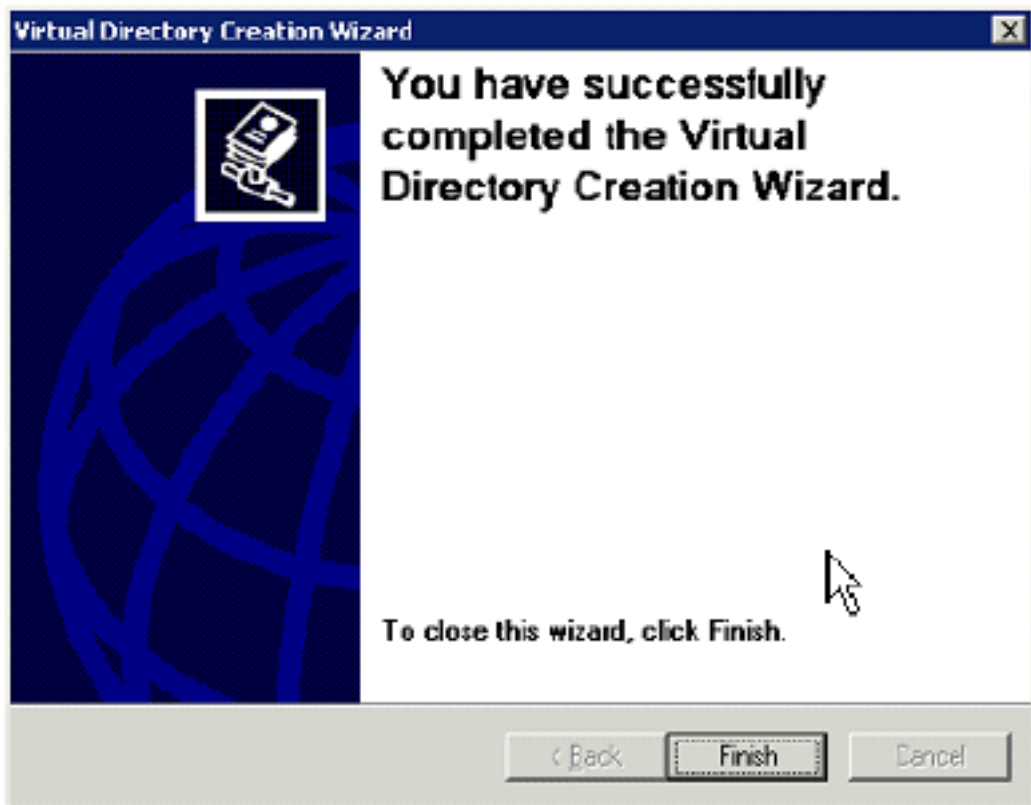 Virtual Directory Creation Wizard
You have successfully
completed the Virtual
Directory Creation Wizard.
To close this wizard, click Finish.
< Back
Finish
Cancel